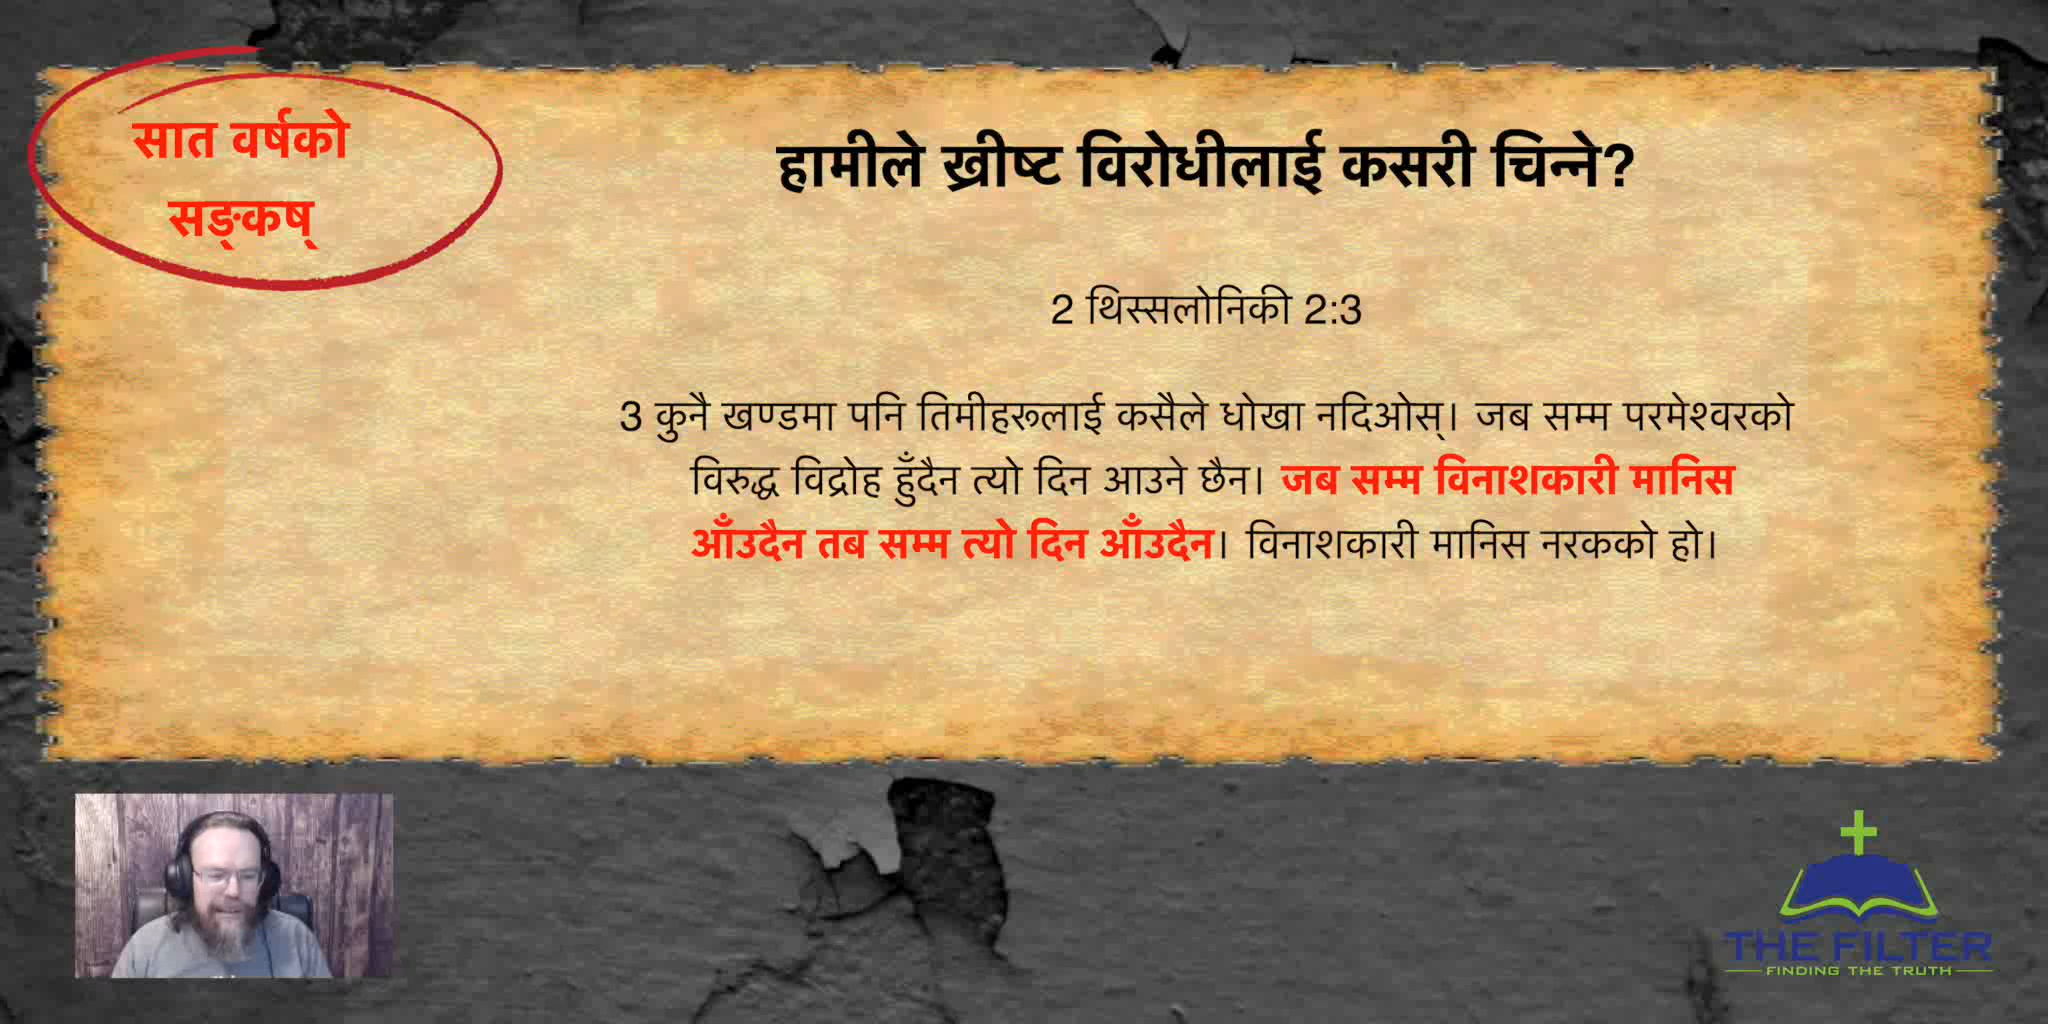 सात वर्षको
सङ्कष्
हामीले ख्रीष्ट विरोधीलाई कसरी चिन्ने?
2 थिस्सलोनिकी 2:3
3 कुनै खण्डमा पनि तिमीहरूलाई कसैले धोखा नदिओस्। जब सम्म परमेश्वरको
विरुद्ध विद्रोह हुँदैन त्यो दिन आउने छैन। जब सम्म विनाशकारी मानिस
आँउदैन तब सम्म त्यो दिन आँउदैन। विनाशकारी मानिस नरकको हो।
THE FILTER
FINDING THE TRUTH